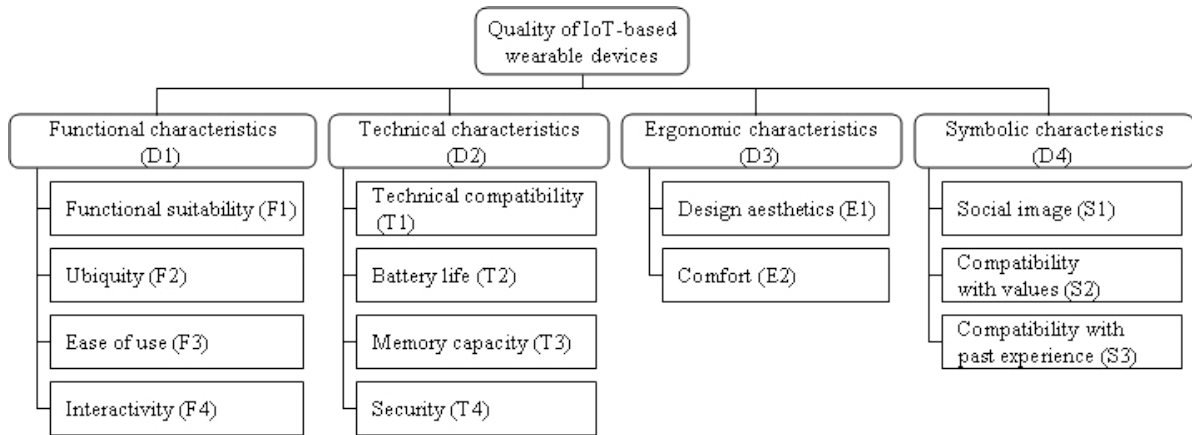 Quality of IoT-based
wearable devices
Functional characteristics
(D1)
Functional suitability (F1)
Ubiquity (F2)
Ease of use (F3)
Interactivity (F4)
Technical characteristics
(D2)
Technical compatibility
(T1)
Battery life (T2)
Memory capacity (T3)
Security (T4)
Ergonomic characteristics
(D3)
Design aesthetics (E1)
Comfort (E2)
Symbolic characteristics
(D4)
Social image (S1)
Compatibility
with values (S2)
Compatibility with
past experience (S3)